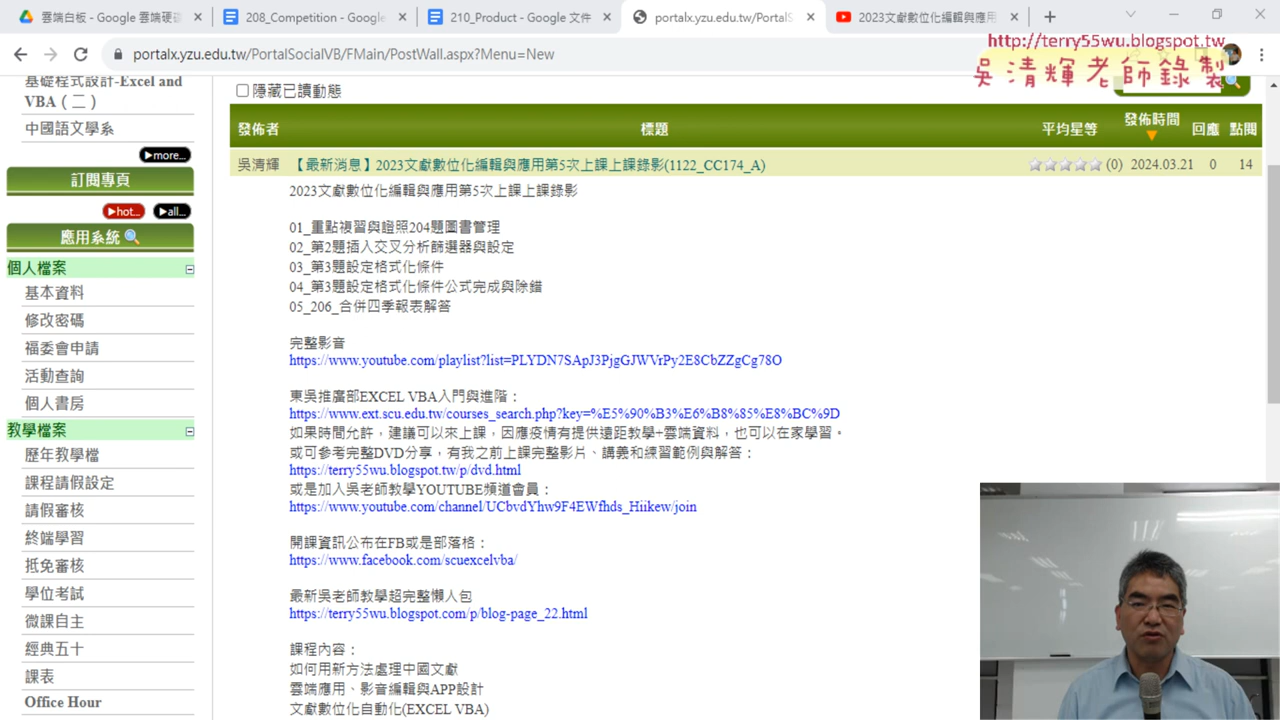 雲端白板 - Google 雲端硬碟
208_Competition - Google
210_Product - Google 文件
portalx.yzu.edu.tw/PortalS
2023文獻數位化編輯與應用
portalx.yzu.edu.tw/PortalSocialVB/FMain/PostWall.aspx?Menu=New
http://terry55wu.blogspot.tw
吳清輝老師錄製
基礎程式設計-Excel and
VBA（二）
中國語文學系
more...
訂閱專頁
hot...
all...
應用系統
個人檔案
基本資料
修改密碼
福委會申請
活動查詢
個人書房
教學檔案
歷年教學檔
課程請假設定
請假審核
終端學習
抵免審核
學位考試
微課自主
經典五十
課表
Office Hour
隱藏已讀動態
發佈者 標題 平均星等 發佈時間 回應 點閱
吳清輝 【最新消息】2023文獻數位化編輯與應用第5次上課上課錄影(1122_CC174_A) (0) 2024.03.21 0 14
2023文獻數位化編輯與應用第5次上課上課錄影
01_重點複習與證照204題圖書管理
02_第2題插入交叉分析篩選器與設定
03_第3題設定格式化條件
04_第3題設定格式化條件公式完成與除錯
05_206_合併四季報表解答
完整影音
https://www.youtube.com/playlist?list=PLYDN7SApJ3PjgGJWVrPy2E8CbZZgCg78O
東吳推廣部EXCEL VBA入門與進階：
https://www.ext.scu.edu.tw/courses_search.php?key=%E5%90%B3%E6%B8%85%E8%BC%9D
如果時間允許，建議可以來上課，因應疫情有提供遠距教學+雲端資料，也可以在家學習。
或可參考完整DVD分享，有我之前上課完整影片、講義和練習範例與解答：
https://terry55wu.blogspot.tw/p/dvd.html
或是加入吳老師教學YOUTUBE頻道會員：
https://www.youtube.com/channel/UCbvdYhw9F4EWfhds_Hiikew/join
開課資訊公布在FB或是部落格：
https://www.facebook.com/scuexcelvba/
最新吳老師教學超完整懶人包
https://terry55wu.blogspot.com/p/blog-page_22.html
課程內容：
如何用新方法處理中國文獻
雲端應用、影音編輯與APP設計
文獻數位化自動化(EXCEL VBA)